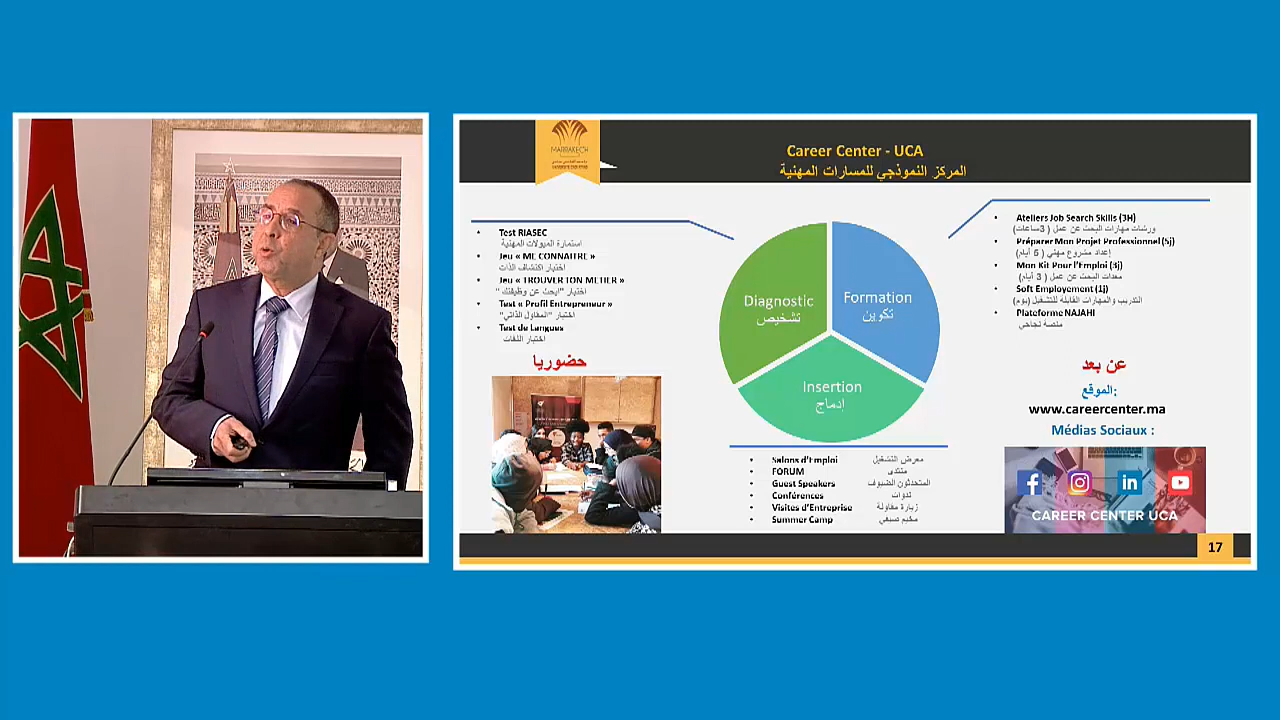 MARRAKECH
Career Center - UCA
المركز النموذجي للمسارات المهنية
Test RIASEC
استمارة الميولات المهنية
Jeu « ME CONNAITRE »
اختبار اكتشاف الذات
Jeu « TROUVER TON METIER »
اختبار "ابحث عن وظيفتك"
Test « Profil Entrepreneur »
اختبار "المقاول الذاتي"
Test de Langues
اختبار اللغات
حضوريا
Diagnostic
تشخيص
Formation
تكوين
Insertion
إدماج
Salons d'Emploi معرض التشغيل
FORUM منتدى
Guest Speakers المتحدثون الضيوف
Conférences ندوات
Visites d'Entreprise زيارة مقاولة
Summer Camp مخيم صيفي
Ateliers Job Search Skills (3H)
ورشات مهارات البحث عن عمل (3ساعات)
Préparer Mon Projet Professionnel (5j)
إعداد مشروع مهني (5 أيام)
Mon Kit Pour l'Emploi (3j)
معدات البحث عن عمل (3 أيام)
Soft Employement (1j)
التدريب والمهارات القابلة للتشغيل (يوم)
Plateforme NAJAHI
منصة نجاحي
عن بعد
الموقع:
www.careercenter.ma
Médias Sociaux :
CAREER CENTER UCA
17